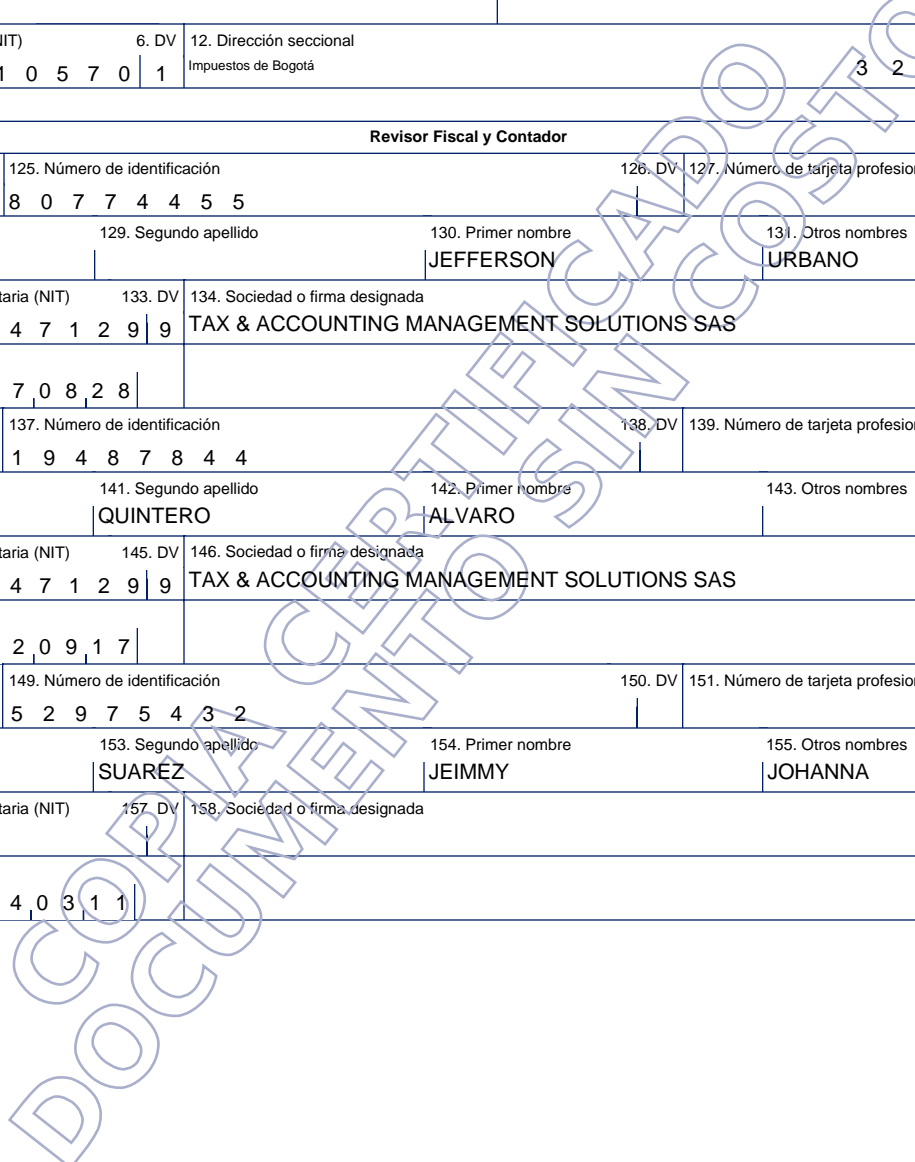 NIT) 6. DV 12. Dirección seccional
1 0 5 7 0 1 Impuestos de Bogotá 3 2
Revisor Fiscal y Contador
125. Número de identificación 126. DV 127. Número de tarjeta profesion
8 0 7 7 4 4 5 5
129. Segundo apellido 130. Primer nombre 131. Otros nombres
JEFFERSON URBANO
taria (NIT) 133. DV 134. Sociedad o firma designada
4 7 1 2 9 9 TAX & ACCOUNTING MANAGEMENT SOLUTIONS SAS
7 0 8 2 8
137. Número de identificación 138. DV 139. Número de tarjeta profesion
1 9 4 8 7 8 4 4
141. Segundo apellido 142. Primer nombre 143. Otros nombres
QUINTERO ALVARO
taria (NIT) 145. DV 146. Sociedad o firma designada
4 7 1 2 9 9 TAX & ACCOUNTING MANAGEMENT SOLUTIONS SAS
2 0 9 1 7
149. Número de identificación 150. DV 151. Número de tarjeta profesion
5 2 9 7 5 4 3 2
153. Segundo apellido 154. Primer nombre 155. Otros nombres
SUAREZ JEIMMY JOHANNA
taria (NIT) 157. DV 158. Sociedad o firma designada
4 0 3 1 1
COPIA CERTIFICADO
DOCUMENTO SIN COSTO